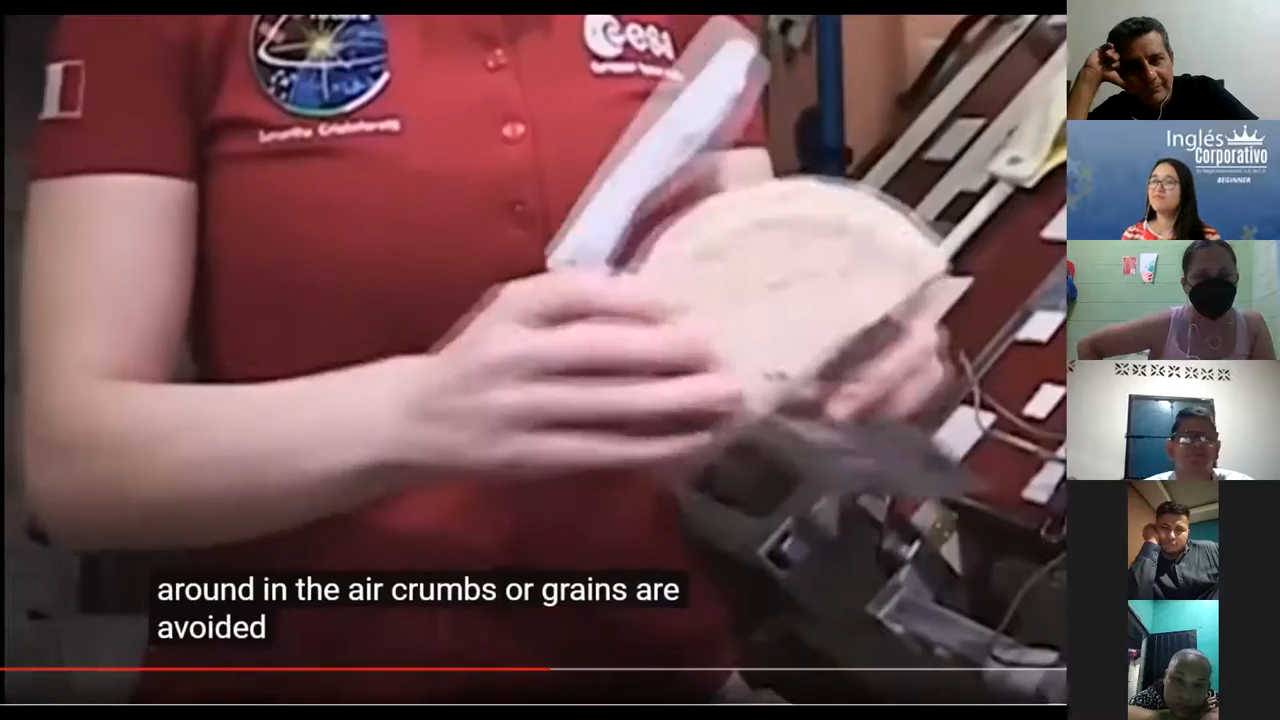 esa
Inglés
Corporativo
BEGINNER
around in the air crumbs or grains are
avoided